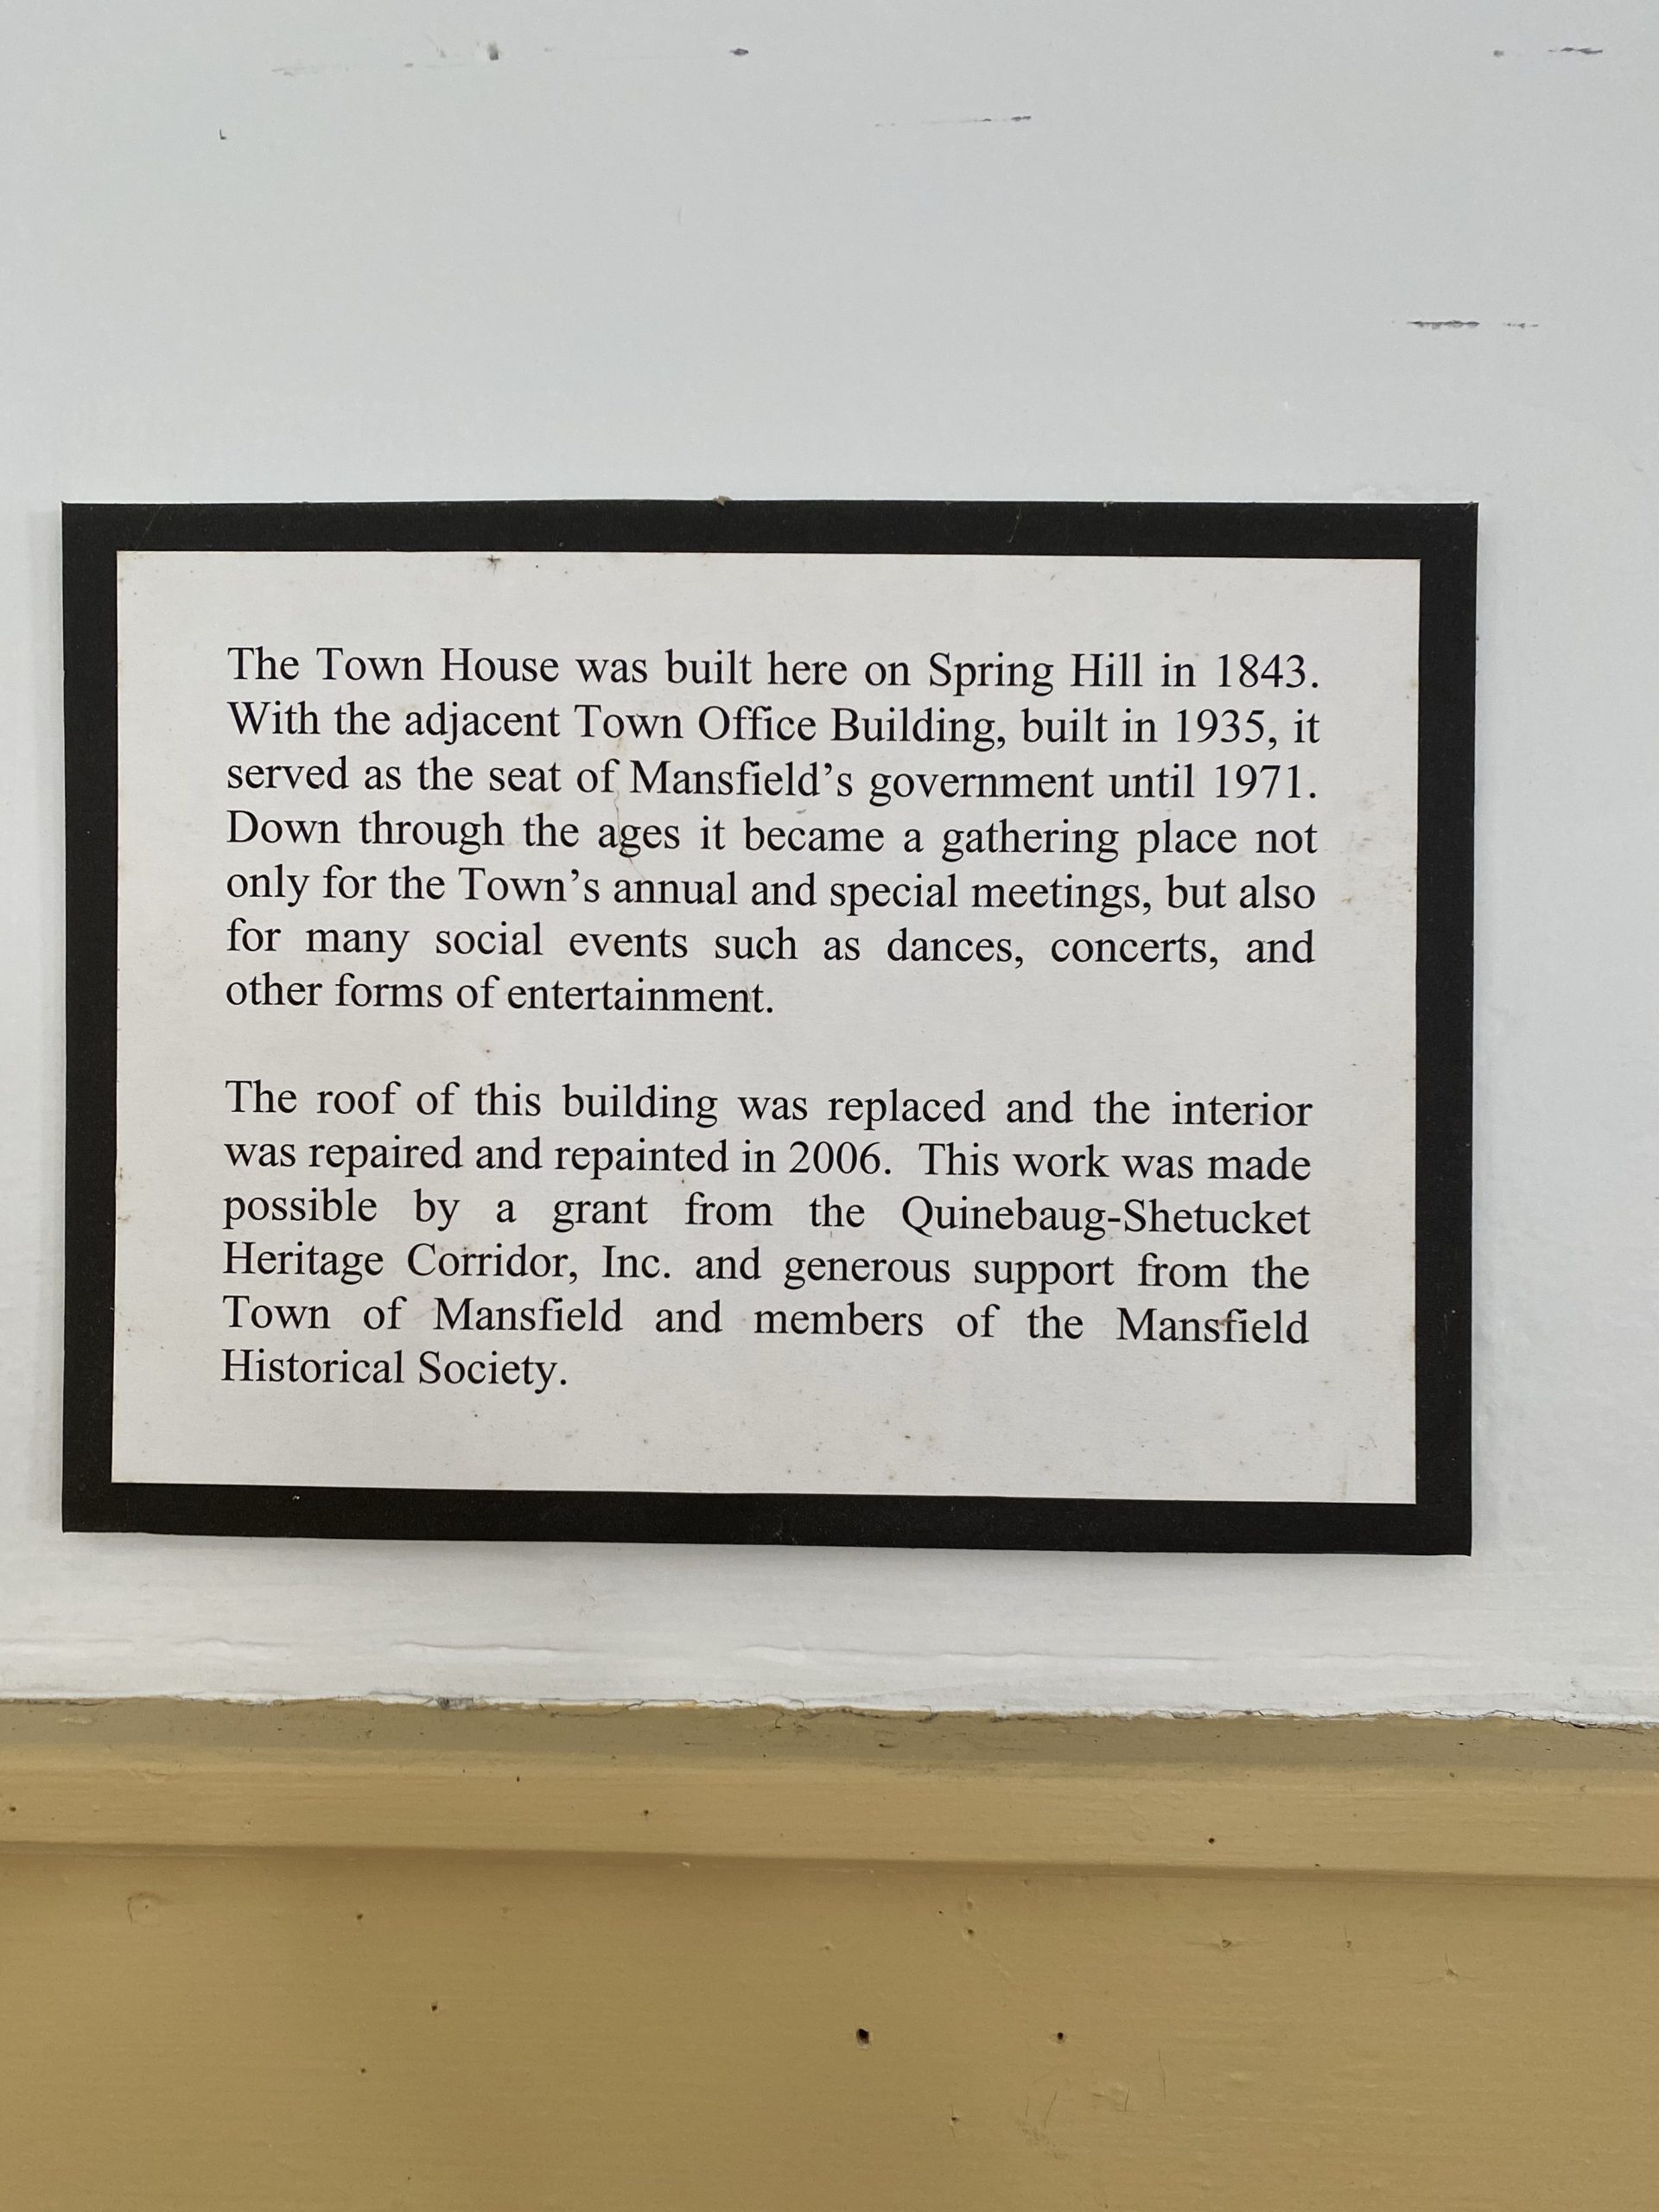 The Town House was built here on Spring Hill in 1843.
With the adjacent Town Office Building, built in 1935, it
served as the seat of Mansfield’s government until 1971.
Down through the ages it became a gathering place not
only for the Town’s annual and special meetings, but also
for many social events such as dances, concerts, and
other forms of entertainment.
The roof of this building was replaced and the interior
was repaired and repainted in 2006.  This work was made
possible by a grant from the Quinebaug-Shetucket
Heritage Corridor, Inc. and generous support from the
Town of Mansfield and members of the Mansfield
Historical Society.